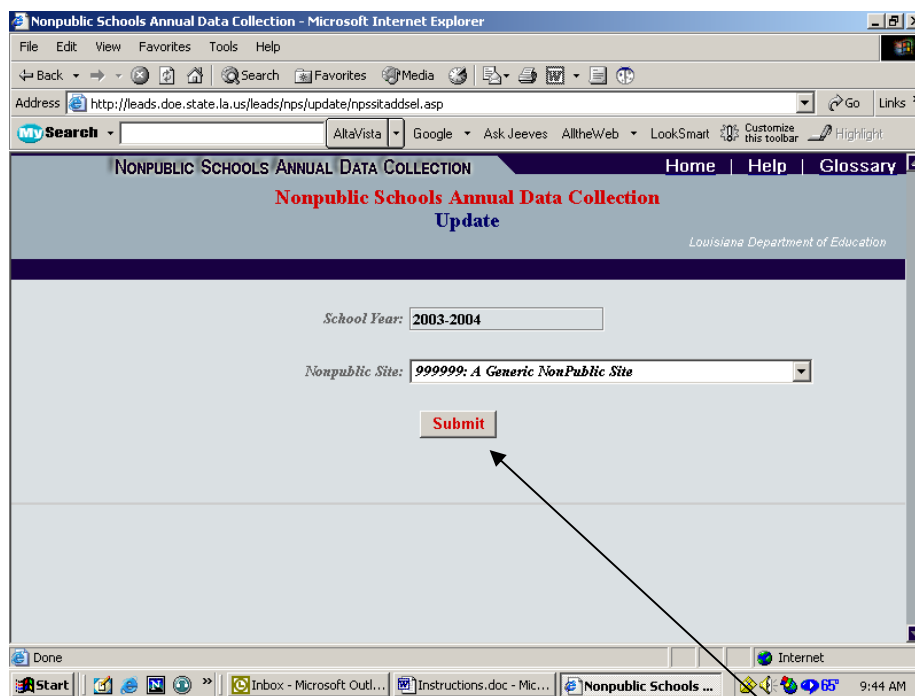 Nonpublic Schools Annual Data Collection - Microsoft Internet Explorer
File Edit View Favorites Tools Help
Back Search Favorites Media
Address http://leads.doe.state.la.us/leads/nps/update/npssitaddsel.asp Go Links
My Search AltaVista Google Ask Jeeves AlltheWeb LookSmart Customize this toolbar Highlight
NONPUBLIC SCHOOLS ANNUAL DATA COLLECTION Home | Help | Glossary
Nonpublic Schools Annual Data Collection
Update
Louisiana Department of Education
School Year: 2003-2004
Nonpublic Site: 999999: A Generic NonPublic Site
Submit
Done Internet
Start » Inbox - Microsoft Outl... Instructions.doc - Mic... Nonpublic Schools ... 65° 9:44 AM